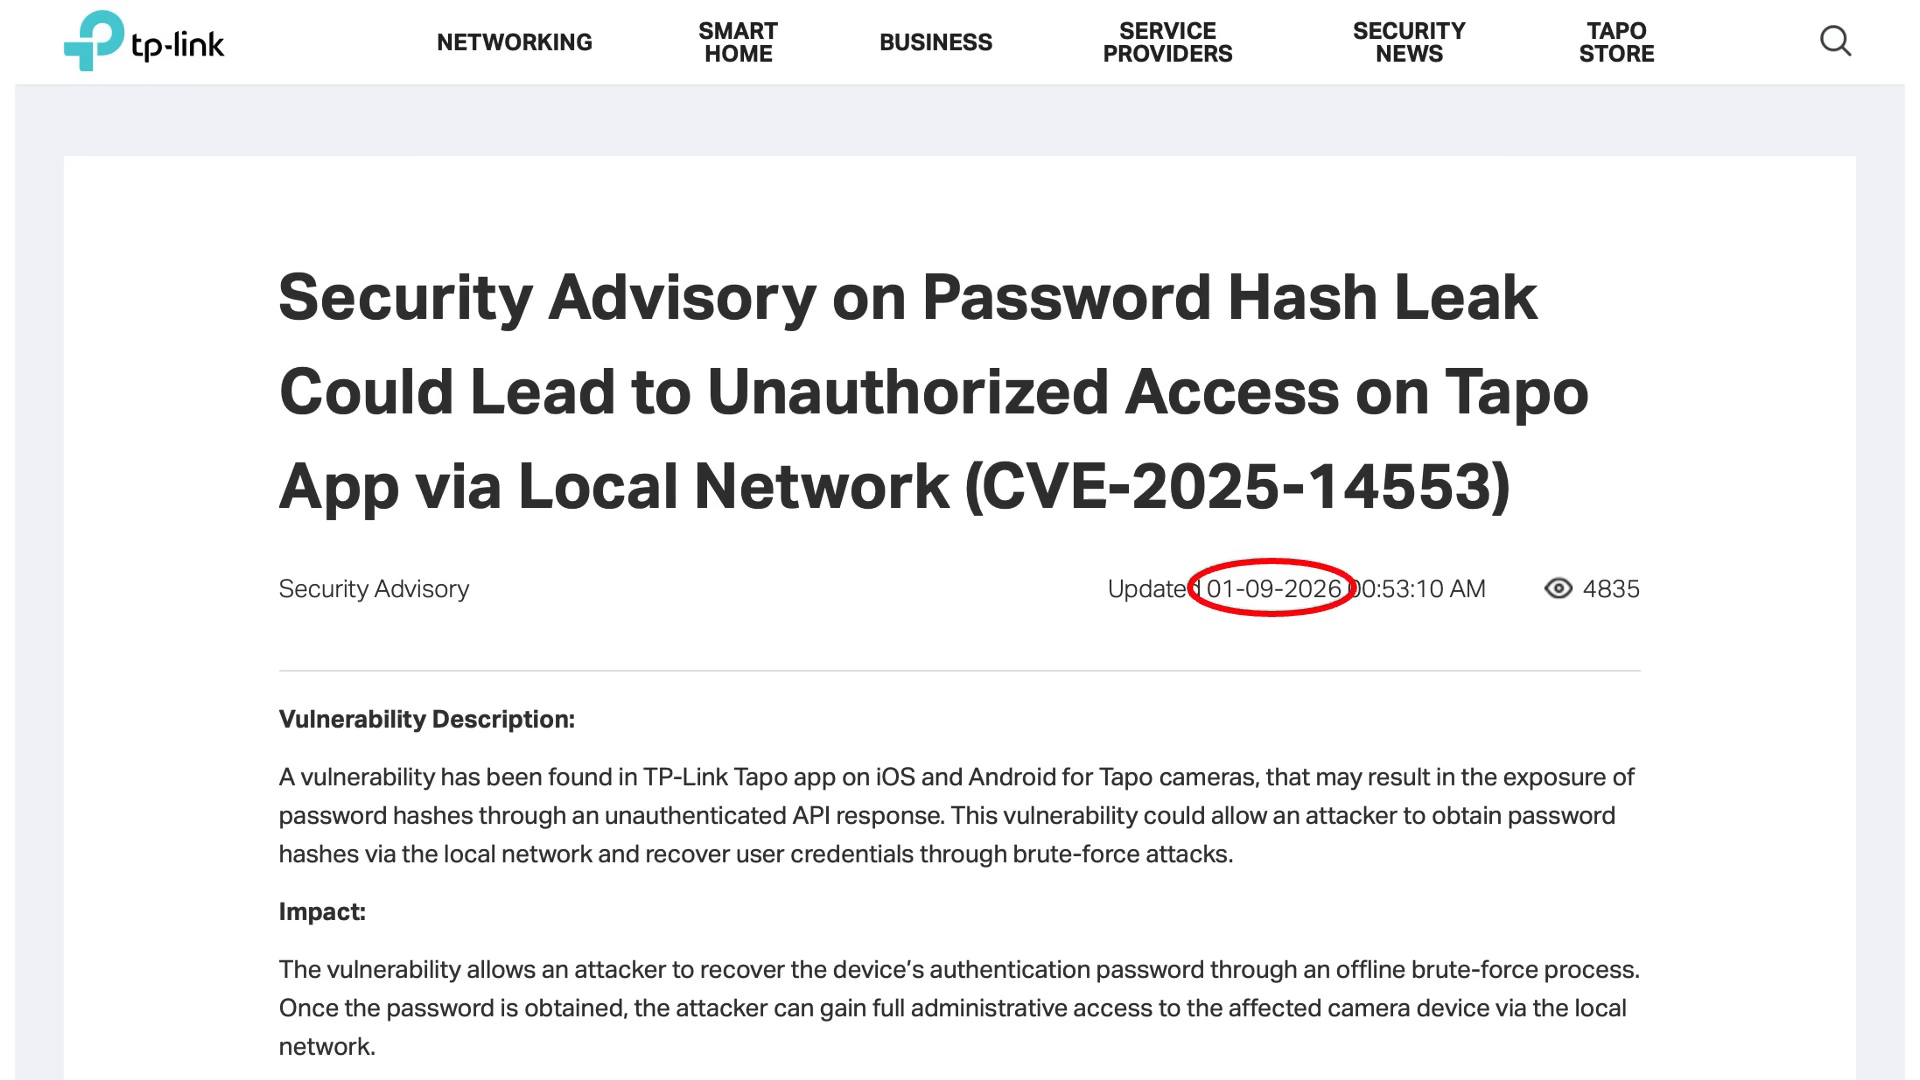 tp-link
NETWORKING
SMART
HOME
BUSINESS
SERVICE
PROVIDERS
SECURITY
NEWS
TAPO
STORE
Security Advisory on Password Hash Leak
Could Lead to Unauthorized Access on Tapo
App via Local Network (CVE-2025-14553)
Security Advisory
Updated 01-09-2026 00:53:10 AM
4835
Vulnerability Description:
A vulnerability has been found in TP-Link Tapo app on iOS and Android for Tapo cameras, that may result in the exposure of
password hashes through an unauthenticated API response. This vulnerability could allow an attacker to obtain password
hashes via the local network and recover user credentials through brute-force attacks.
Impact:
The vulnerability allows an attacker to recover the device’s authentication password through an offline brute-force process.
Once the password is obtained, the attacker can gain full administrative access to the affected camera device via the local
network.